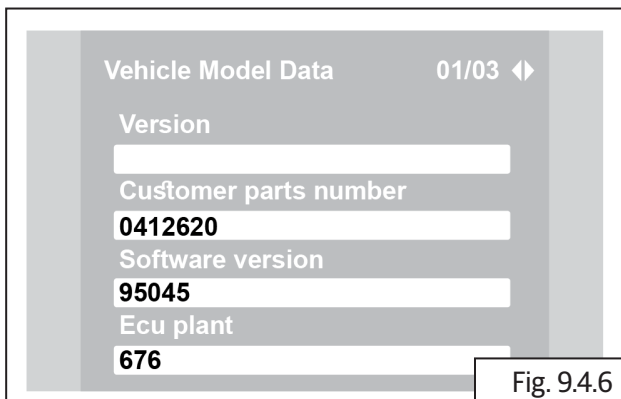 Vehicle Model Data 01/03
Version
Customer parts number
0412620
Software version
95045
Ecu plant
676
Fig. 9.4.6